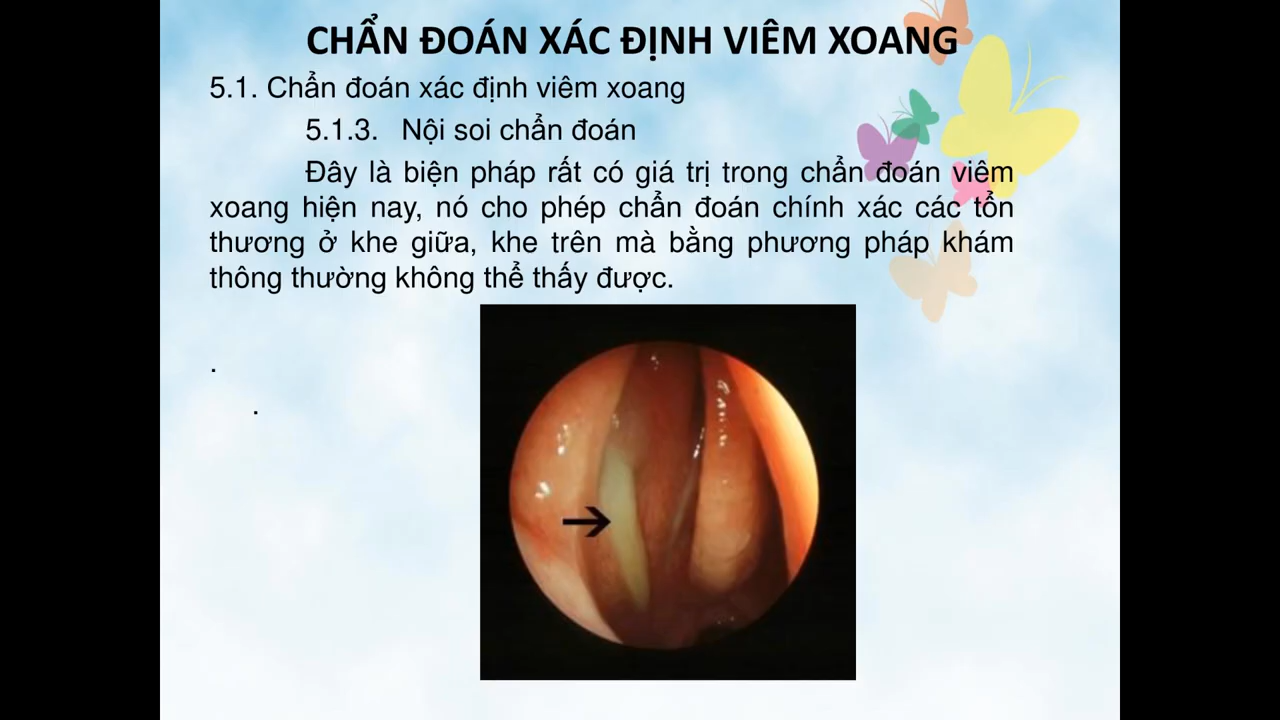 CHẨN ĐOÁN XÁC ĐỊNH VIÊM XOANG
5.1. Chẩn đoán xác định viêm xoang
5.1.3. Nội soi chẩn đoán
Đây là biện pháp rất có giá trị trong chẩn đoán viêm
xoang hiện nay, nó cho phép chẩn đoán chính xác các tổn
thương ở khe giữa, khe trên mà bằng phương pháp khám
thông thường không thể thấy được.
.
.